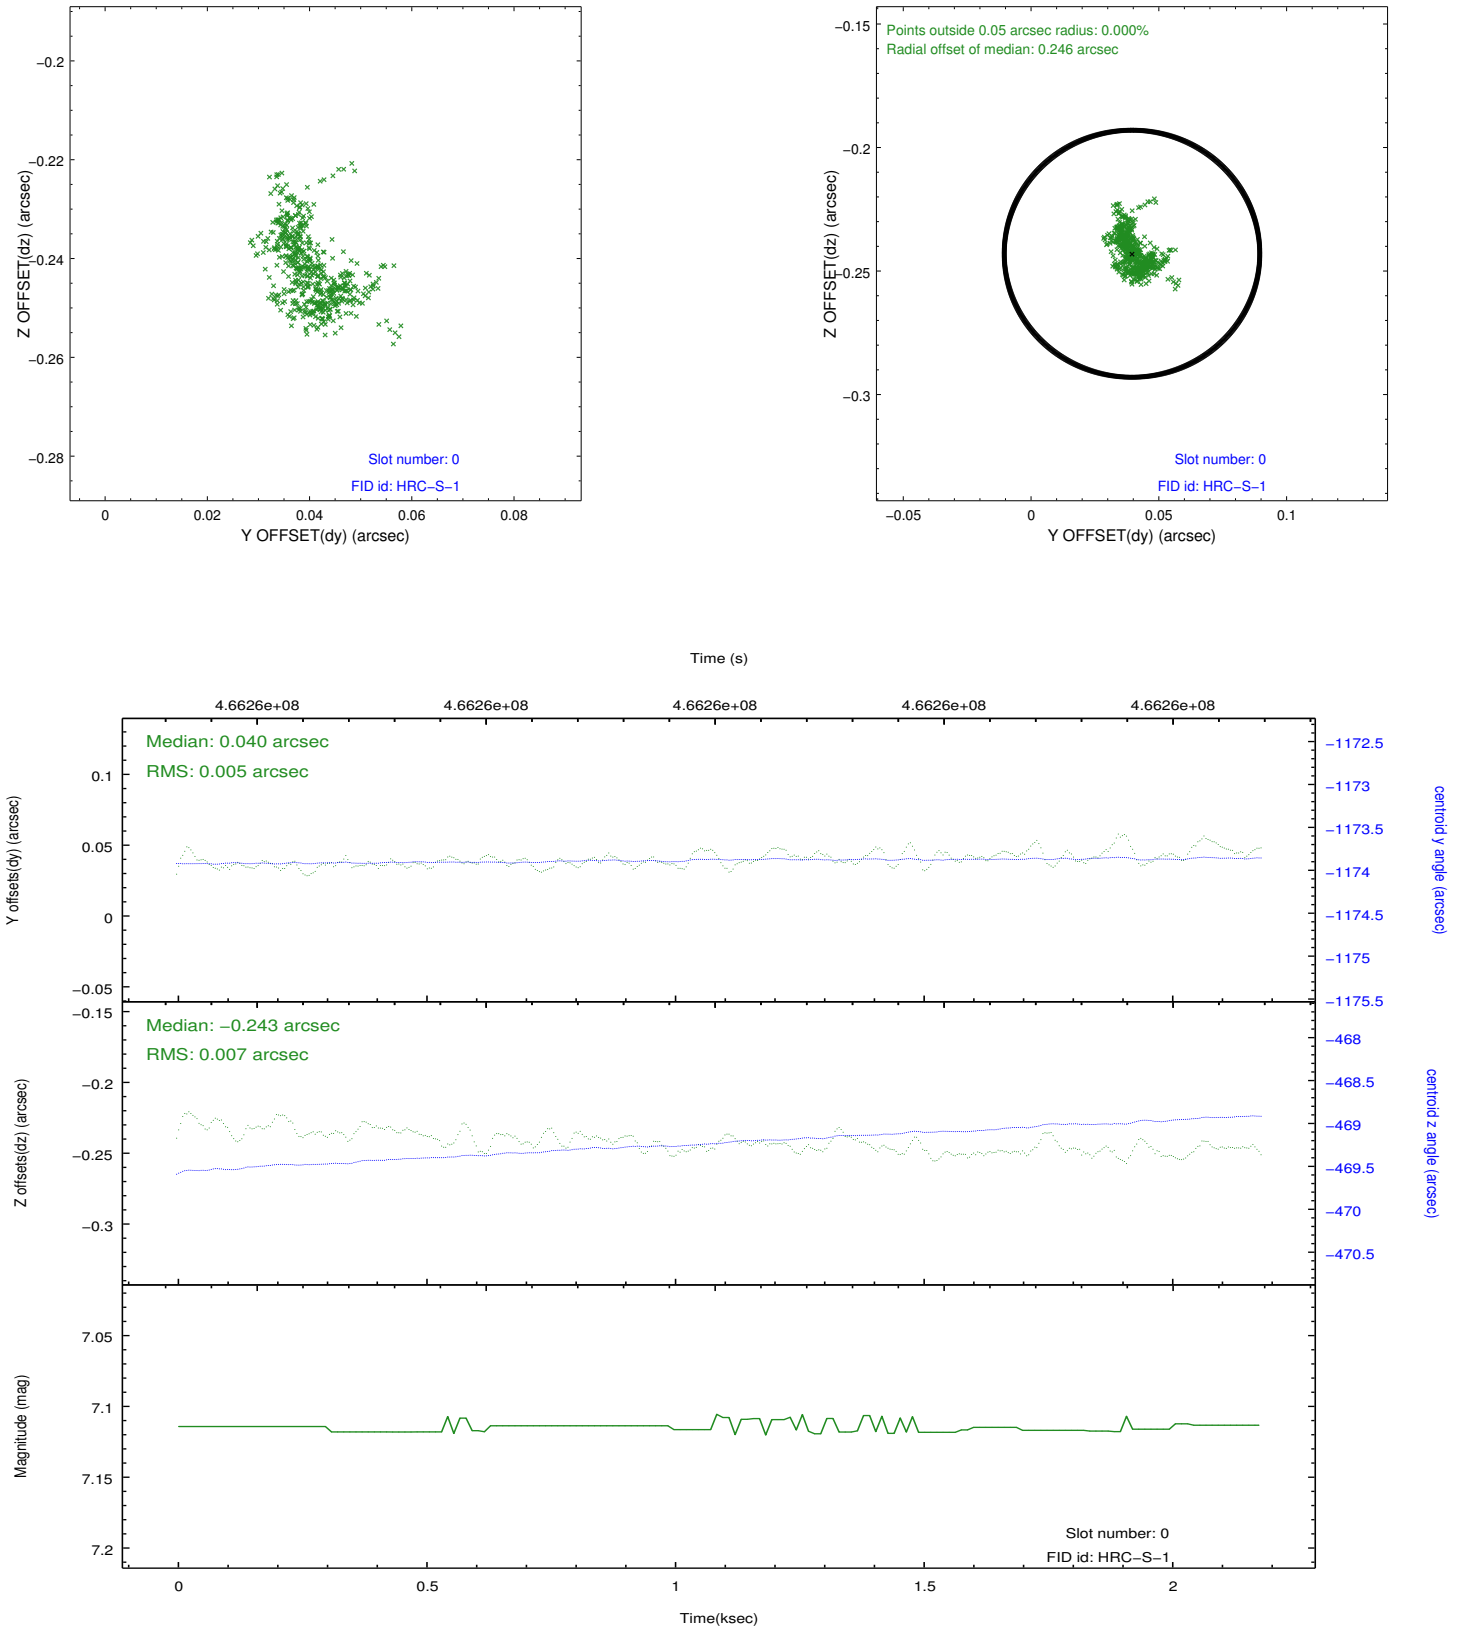 −0.2
−0.22
−0.24
−0.26
−0.28
Z OFFSET(dz) (arcsec)
Slot number: 0
FID id: HRC−S−1
0
0.02
0.04
0.06
0.08
Y OFFSET(dy) (arcsec)
Points outside 0.05 arcsec radius: 0.000%
Radial offset of median: 0.246 arcsec
−0.15
−0.2
−0.25
−0.3
Z OFFSET(dz) (arcsec)
Slot number: 0
FID id: HRC−S−1
−0.05
0
0.05
0.1
Y OFFSET(dy) (arcsec)
Time (s)
4.6626e+08
4.6626e+08
4.6626e+08
4.6626e+08
4.6626e+08
Median: 0.040 arcsec
RMS: 0.005 arcsec
0.1
0.05
0
−0.05
Y offsets(dy) (arcsec)
−1172.5
−1173
−1173.5
−1174
−1174.5
−1175
−1175.5
centroid y angle (arcsec)
Median: −0.243 arcsec
RMS: 0.007 arcsec
−0.15
−0.2
−0.25
−0.3
Z offsets(dz) (arcsec)
−468
−468.5
−469
−469.5
−470
−470.5
centroid z angle (arcsec)
7.05
7.1
7.15
7.2
Magnitude (mag)
Slot number: 0
FID id: HRC−S−1
0
0.5
1
1.5
2
Time(ksec)